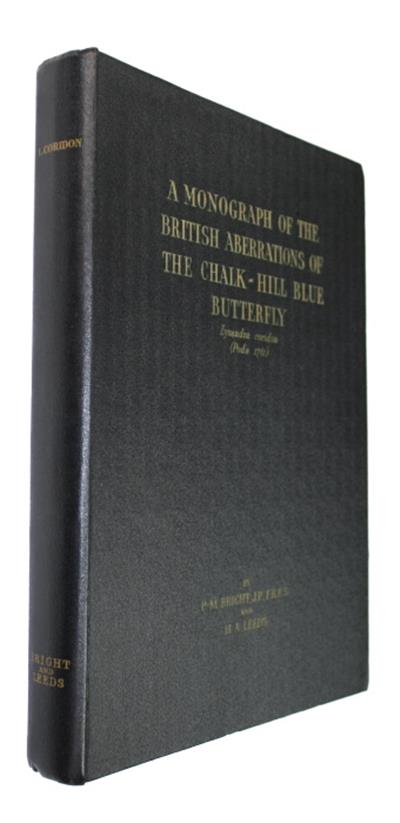 L. CORIDON
BRIGHT
AND
LEEDS
A MONOGRAPH OF THE
BRITISH ABERRATIONS OF
THE CHALK-HILL BLUE
BUTTERFLY
Lysandra coridon
(Poda 1761)
BY
P. M. BRIGHT, J.P., F.R.E.S.
AND
H. A. LEEDS